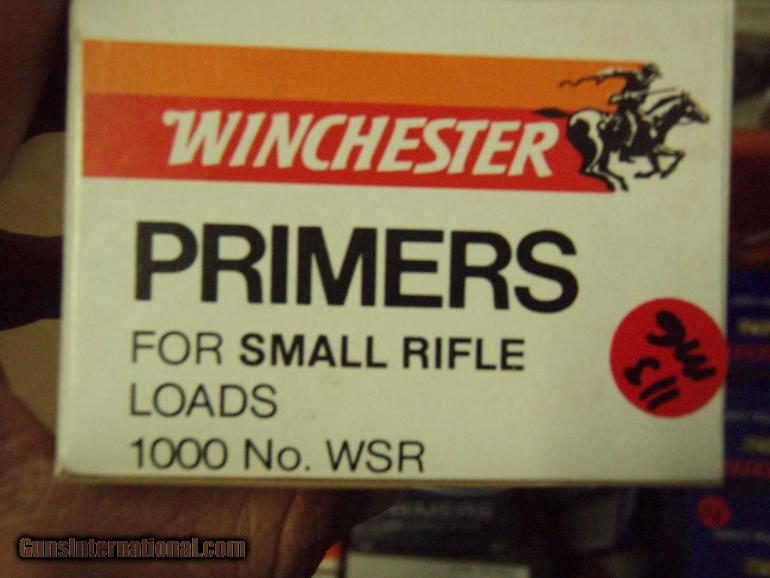 WINCHESTER
PRIMERS
FOR SMALL RIFLE
LOADS
1000 No. WSR
GunsInternational.com